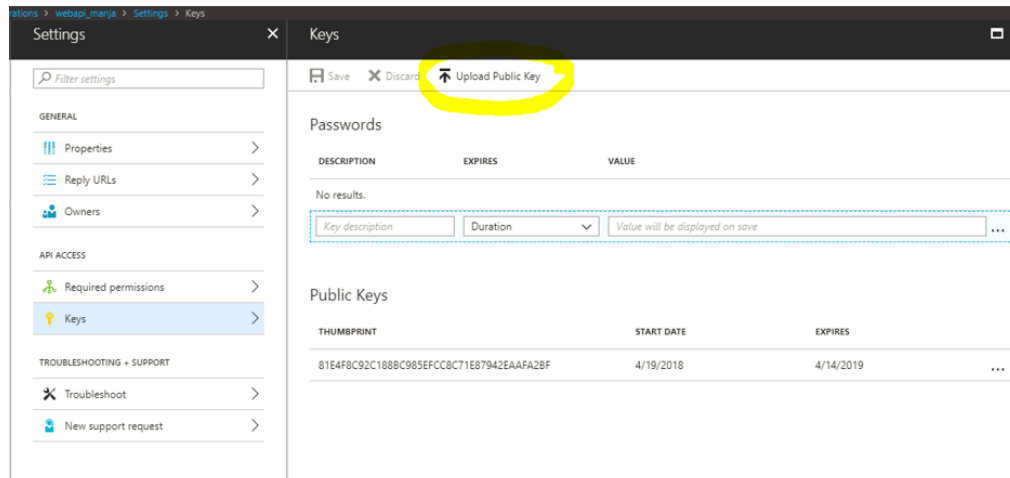 rations > webapi_manja > Settings > Keys
Settings
Keys
Filter settings
Save Discard Upload Public Key
GENERAL
Properties
Reply URLs
Owners
API ACCESS
Required permissions
Keys
TROUBLESHOOTING + SUPPORT
Troubleshoot
New support request
Passwords
DESCRIPTION EXPIRES VALUE
No results.
Key description Duration Value will be displayed on save
Public Keys
THUMBPRINT START DATE EXPIRES
81E4F8C92C188BC985EFCC8C71E87942EAAFA2BF 4/19/2018 4/14/2019